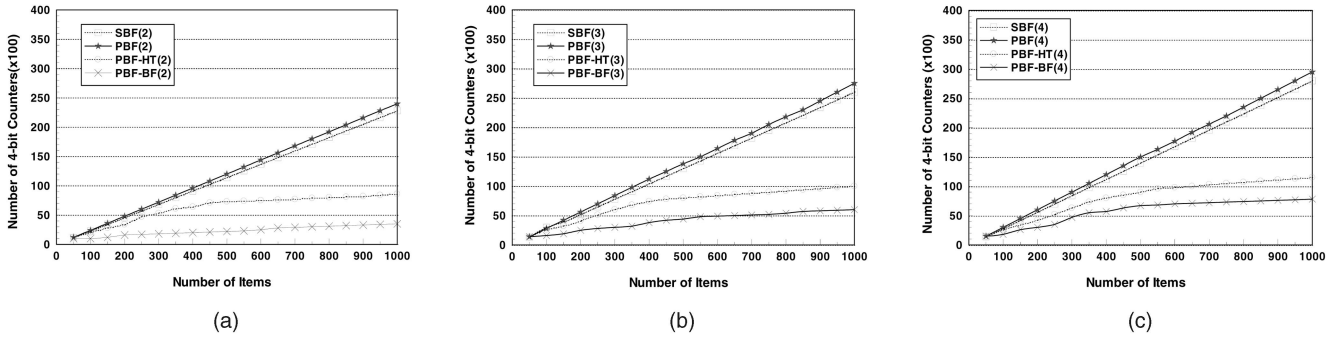 Number of 4-bit Counters(x100)
400
350
300
250
200
150
100
50
0
SBF(2)
PBF(2)
PBF-HT(2)
PBF-BF(2)
0 100 200 300 400 500 600 700 800 900 1000
Number of Items
(a)
Number of 4-bit Counters (x100)
400
350
300
250
200
150
100
50
0
SBF(3)
PBF(3)
PBF-HT(3)
PBF-BF(3)
0 100 200 300 400 500 600 700 800 900 1000
Number of Items
(b)
Number of 4-bit Counters (x100)
400
350
300
250
200
150
100
50
0
SBF(4)
PBF(4)
PBF-HT(4)
PBF-BF(4)
0 100 200 300 400 500 600 700 800 900 1000
Number of Items
(c)